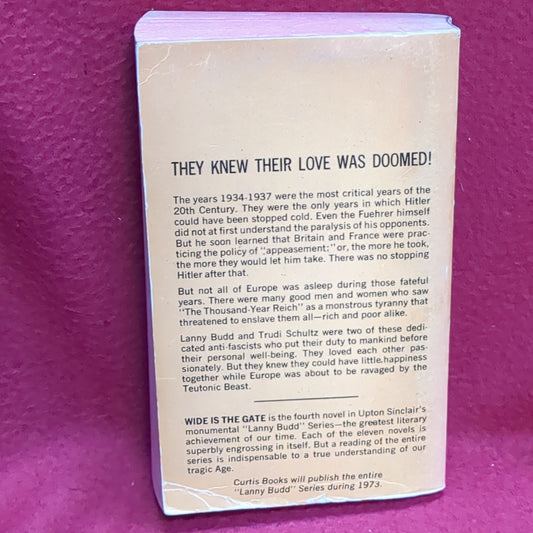 THEY KNEW THEIR LOVE WAS DOOMED!
The years 1934-1937 were the most critical years of the
20th Century. They were the only years in which Hitler
could have been stopped cold. Even the Fuehrer himself
did not at first understand the paralysis of his opponents.
But he soon learned that Britain and France were prac-
ticing the policy of "appeasement:" or, the more he took,
the more they would let him take. There was no stopping
Hitler after that.
But not all of Europe was asleep during those fateful
years. There were many good men and women who saw
"The Thousand-Year Reich" as a monstrous tyranny that
threatened to enslave them all—rich and poor alike.
Lanny Budd and Trudi Schultz were two of these dedi-
cated anti-fascists who put their duty to mankind before
their personal well-being. They loved each other pas-
sionately. But they knew they could have little happiness
together while Europe was about to be ravaged by the
Teutonic Beast.
WIDE IS THE GATE is the fourth novel in Upton Sinclair's
monumental "Lanny Budd" Series—the greatest literary
achievement of our time. Each of the eleven novels is
superbly engrossing in itself. But a reading of the entire
series is indispensable to a true understanding of our
tragic Age.
Curtis Books will publish the entire
"Lanny Budd" Series during 1973.